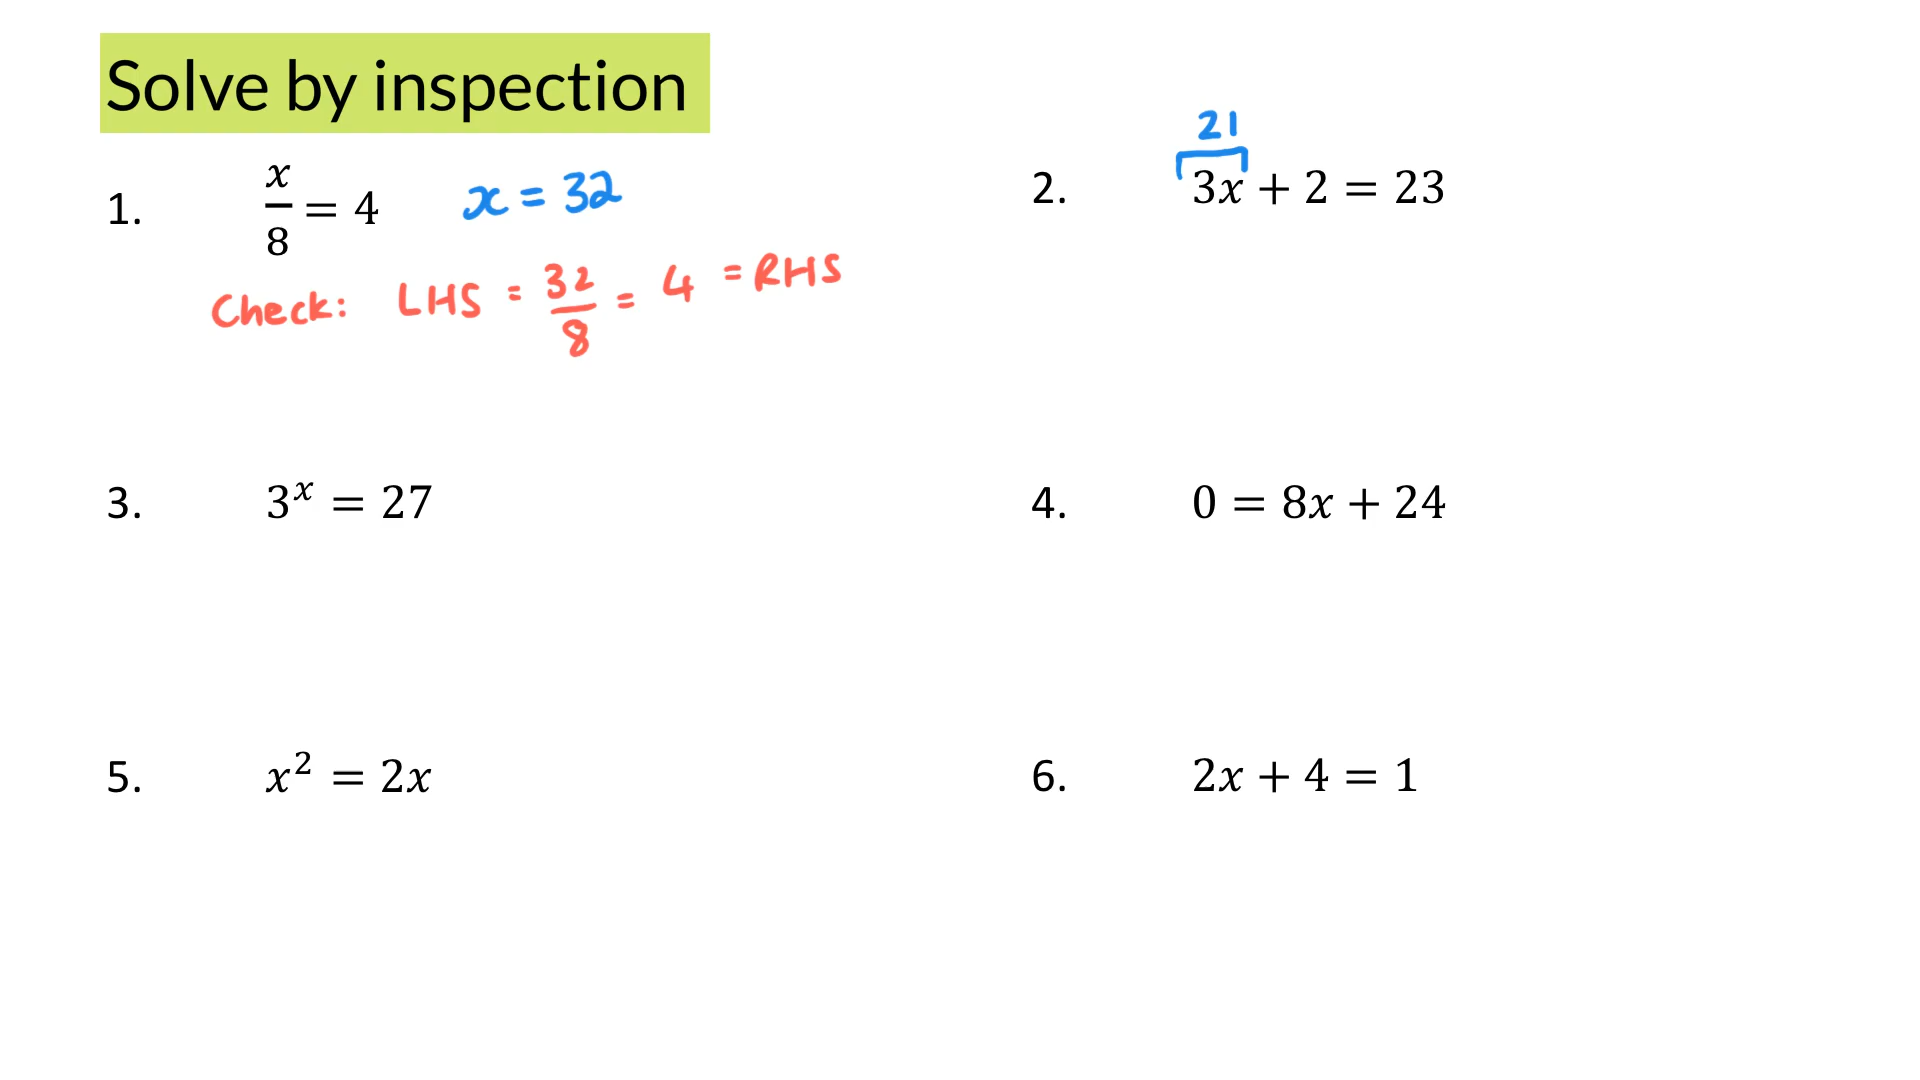 Solve by inspection
1. x/8 = 4 x = 32
Check: LHS = 32/8 = 4 = RHS
21
2. 3x + 2 = 23
3. 3^x = 27
4. 0 = 8x + 24
5. x² = 2x
6. 2x + 4 = 1